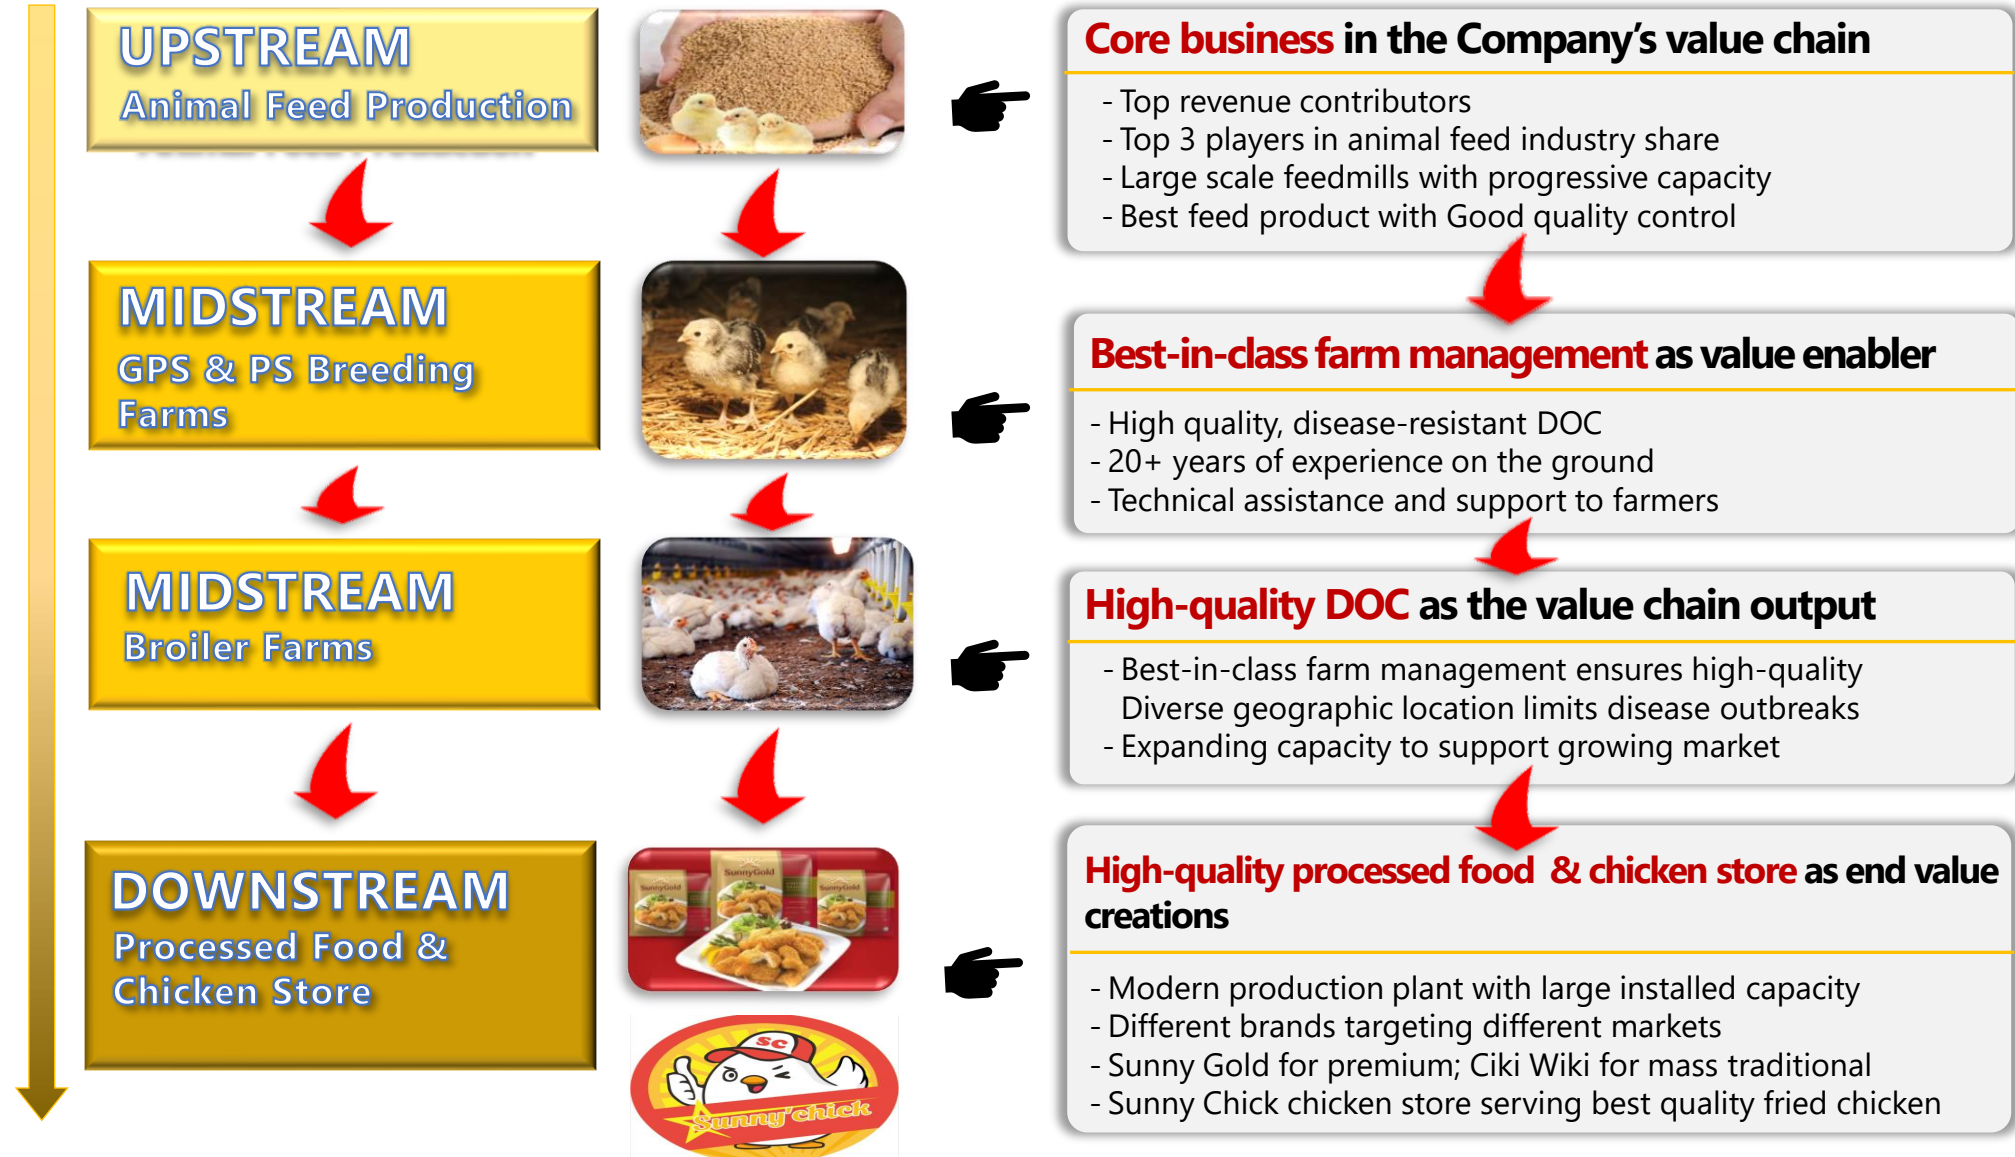 UPSTREAM
Animal Feed Production
Core business in the Company's value chain
- Top revenue contributors
- Top 3 players in animal feed industry share
- Large scale feedmills with progressive capacity
- Best feed product with Good quality control
MIDSTREAM
GPS & PS Breeding
Farms
Best-in-class farm management as value enabler
- High quality, disease-resistant DOC
- 20+ years of experience on the ground
- Technical assistance and support to farmers
MIDSTREAM
Broiler Farms
High-quality DOC as the value chain output
- Best-in-class farm management ensures high-quality
Diverse geographic location limits disease outbreaks
- Expanding capacity to support growing market
DOWNSTREAM
Processed Food &
Chicken Store
SunnyGold
SunnyGold
SunnyGold
SC
Sunny'chick
High-quality processed food & chicken store as end value
creations
- Modern production plant with large installed capacity
- Different brands targeting different markets
- Sunny Gold for premium; Ciki Wiki for mass traditional
- Sunny Chick chicken store serving best quality fried chicken